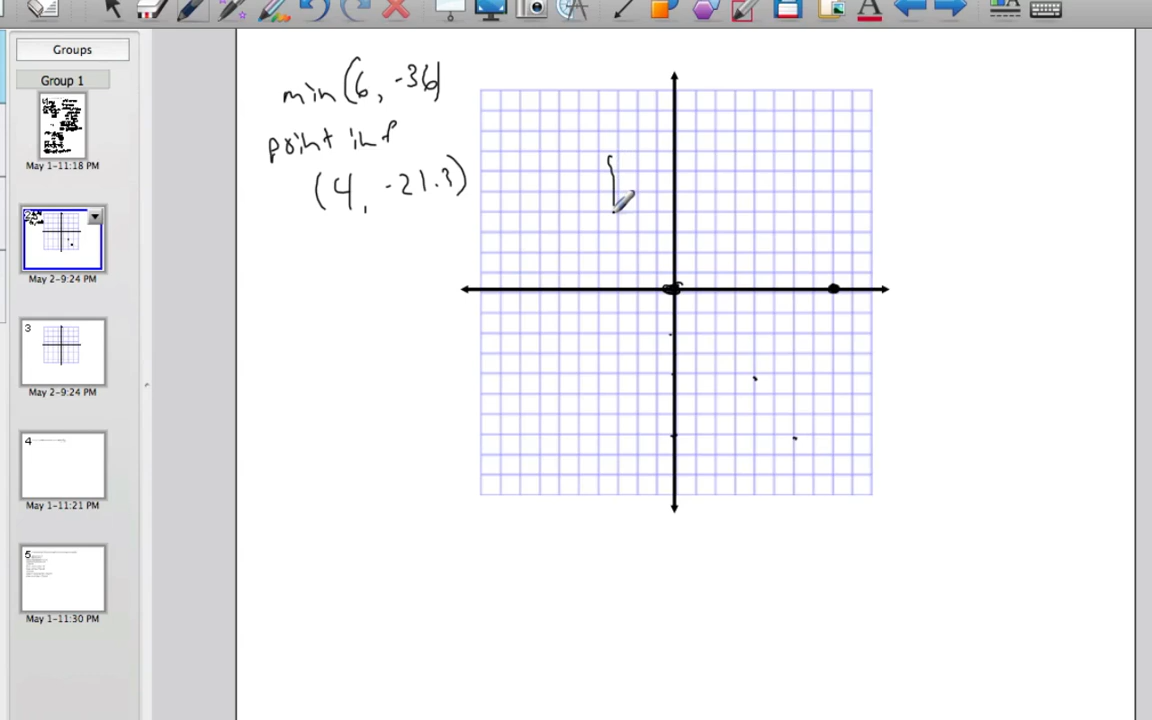 Groups
Group 1
May 1-11:18 PM
2
May 2-9:24 PM
3
May 2-9:24 PM
4
May 1-11:21 PM
5
May 1-11:30 PM
min (6, -36)
point inf
(4, -21.3)